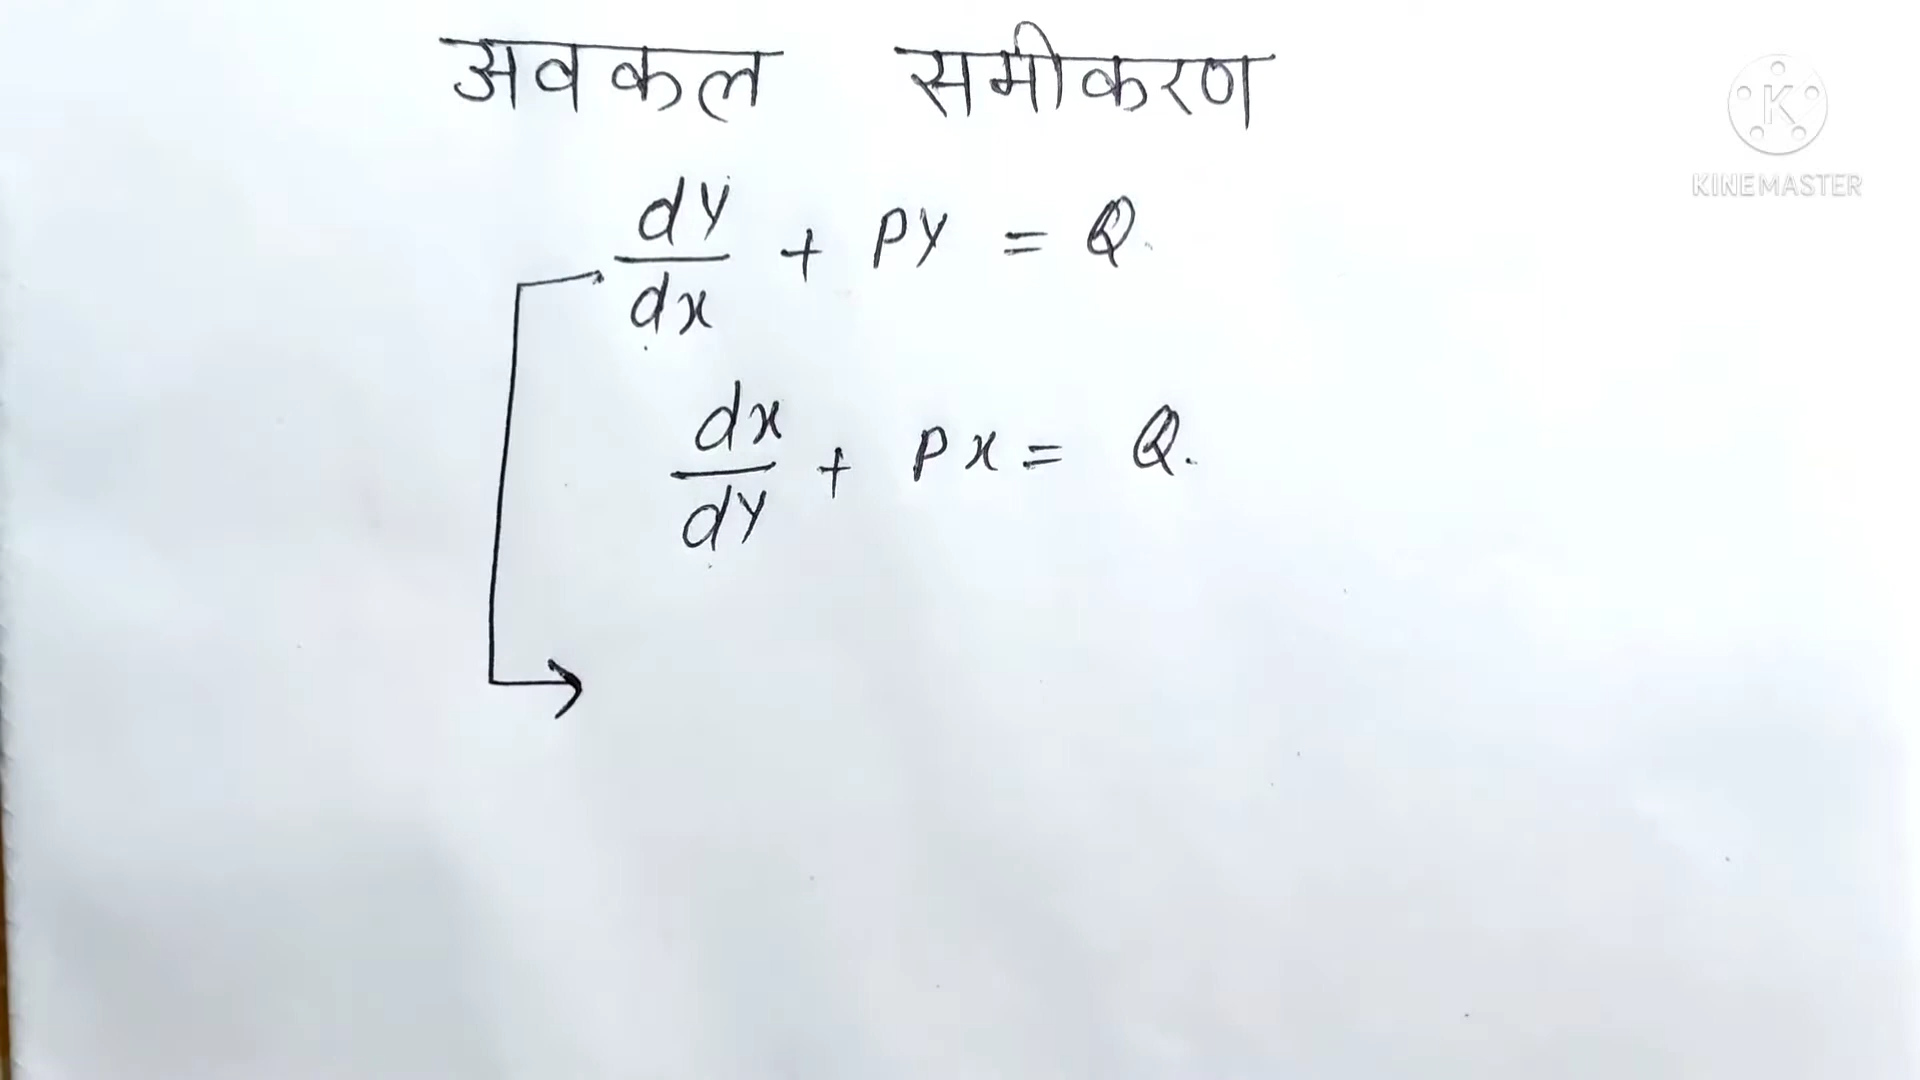 अवकल समीकरण
KINEMASTER
dy/dx + Py = Q.
dx/dy + Px = Q.